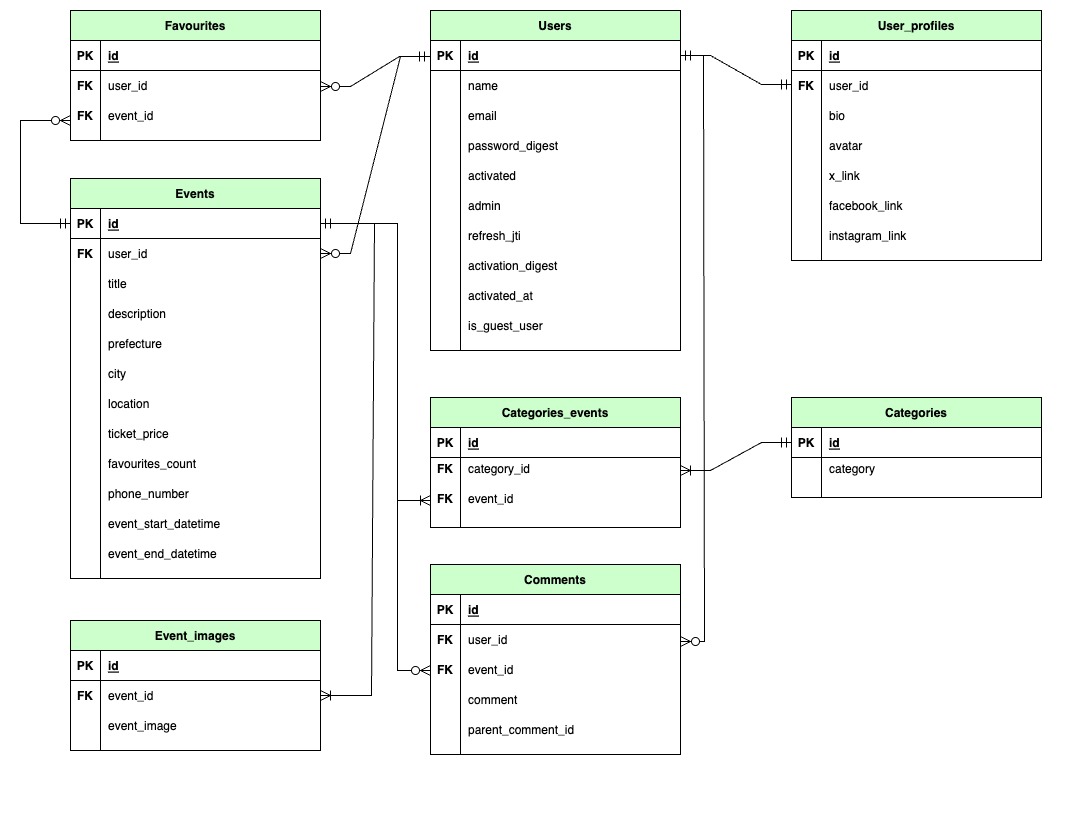 Favourites
PK id
FK user_id
FK event_id
Users
PK id
name
email
password_digest
activated
admin
refresh_jti
activation_digest
activated_at
is_guest_user
User_profiles
PK id
FK user_id
bio
avatar
x_link
facebook_link
instagram_link
Events
PK id
FK user_id
title
description
prefecture
city
location
ticket_price
favourites_count
phone_number
event_start_datetime
event_end_datetime
Categories_events
PK id
FK category_id
FK event_id
Categories
PK id
category
Event_images
PK id
FK event_id
event_image
Comments
PK id
FK user_id
FK event_id
comment
parent_comment_id